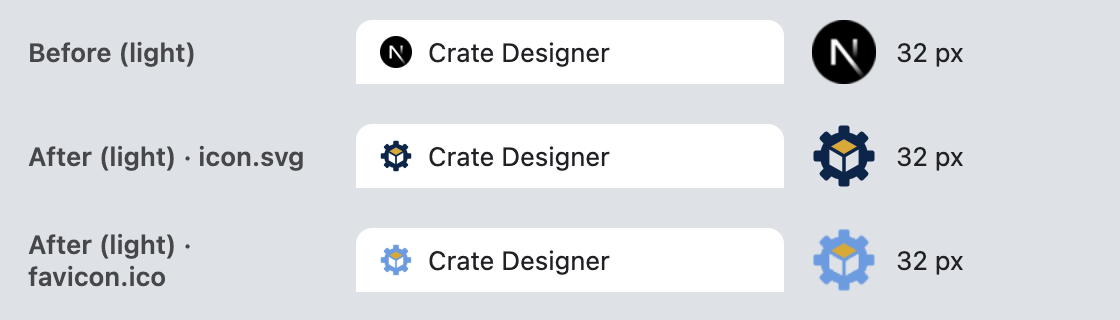 Before (light)
N Crate Designer
N 32 px
After (light) · icon.svg
Crate Designer
32 px
After (light) ·
favicon.ico
Crate Designer
32 px